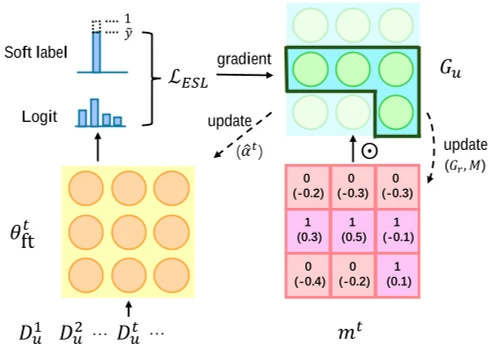 1
ỹ
Soft label
Logit
ℒ_ESL
gradient
G_u
update
(α̂^t)
⊙
update
(G_r, M)
θ_ft^t
0 0 0
(-0.2) (-0.3) (-0.3)
1 1 1
(0.3) (0.5) (-0.1)
0 0 1
(-0.4) (-0.2) (0.1)
D_u^1 D_u^2 ⋯ D_u^t ⋯
m^t